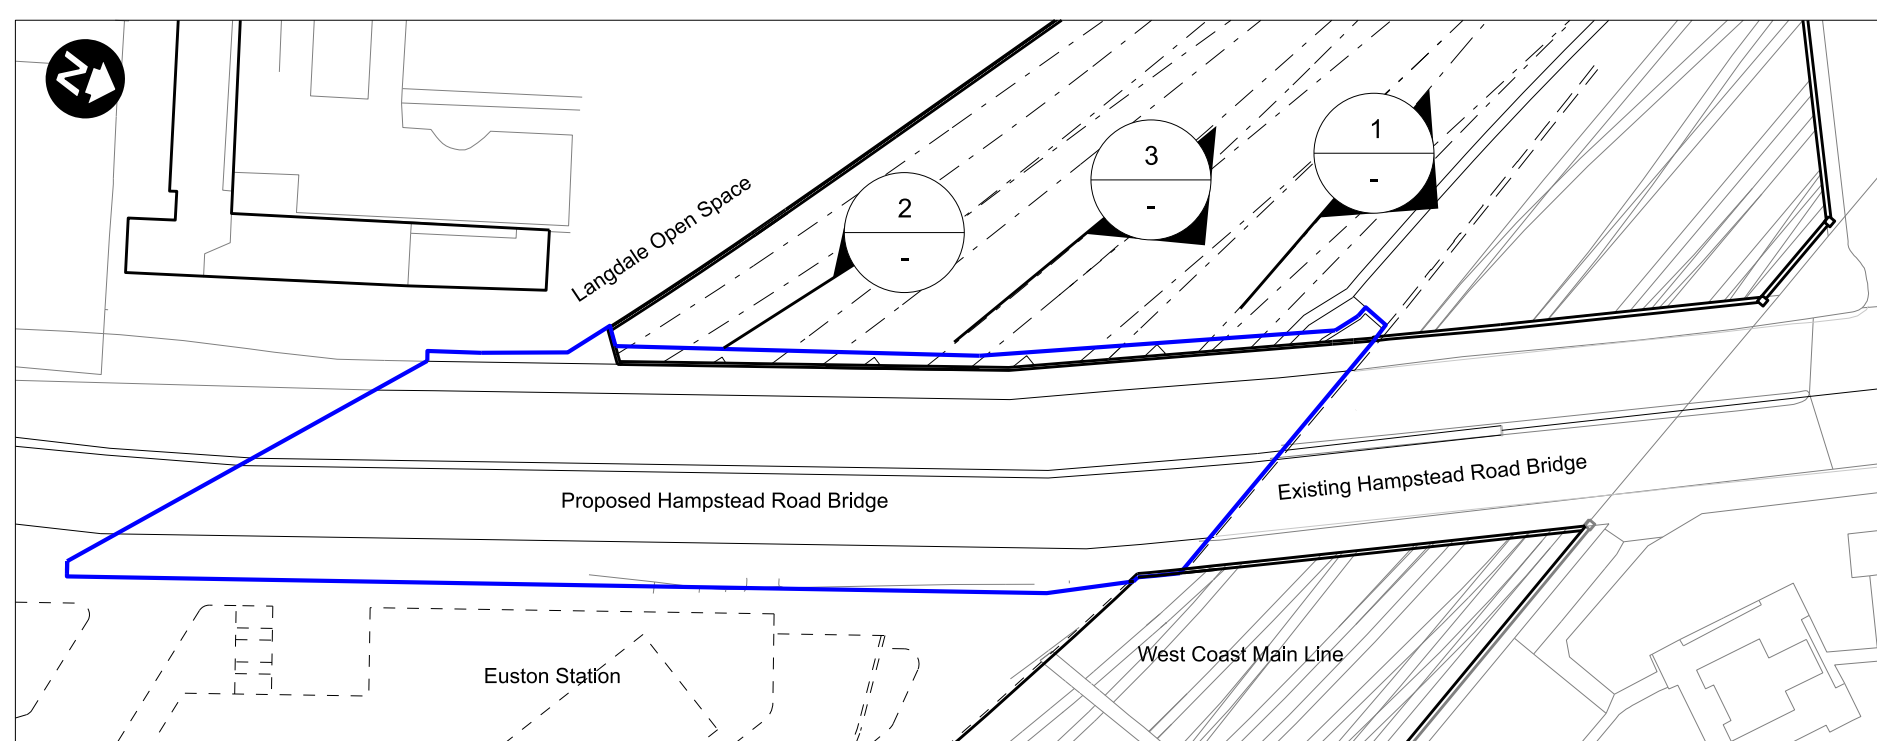 N
1
-
3
-
2
-
Langdale Open Space
Proposed Hampstead Road Bridge
Existing Hampstead Road Bridge
West Coast Main Line
Euston Station